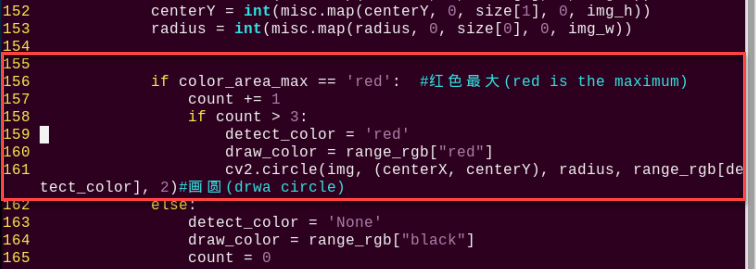 152 centerY = int(misc.map(centerY, 0, size[1], 0, img_h))
153 radius = int(misc.map(radius, 0, size[0], 0, img_w))
154
155
156 if color_area_max == 'red': #红色最大(red is the maximum)
157 count += 1
158 if count > 3:
159 detect_color = 'red'
160 draw_color = range_rgb["red"]
161 cv2.circle(img, (centerX, centerY), radius, range_rgb[de
tect_color], 2)#画圆(drwa circle)
162 else:
163 detect_color = 'None'
164 draw_color = range_rgb["black"]
165 count = 0